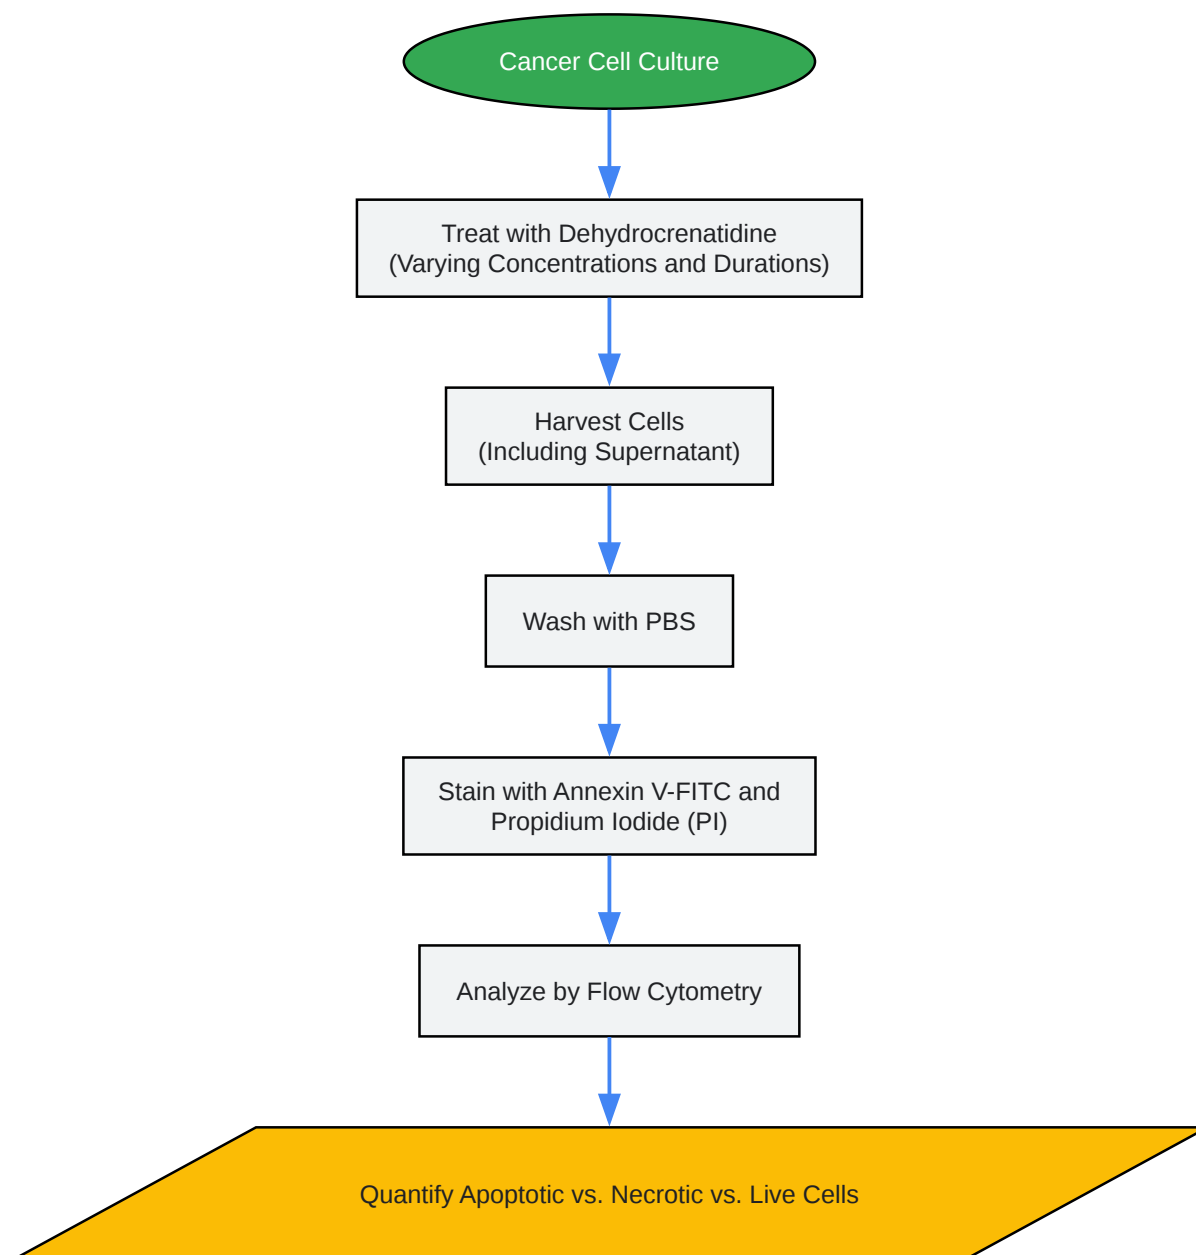 Cancer Cell Culture
Treat with Dehydrocrenatidine
(Varying Concentrations and Durations)
Harvest Cells
(Including Supernatant)
Wash with PBS
Stain with Annexin V-FITC and
Propidium Iodide (PI)
Analyze by Flow Cytometry
Quantify Apoptotic vs. Necrotic vs. Live Cells